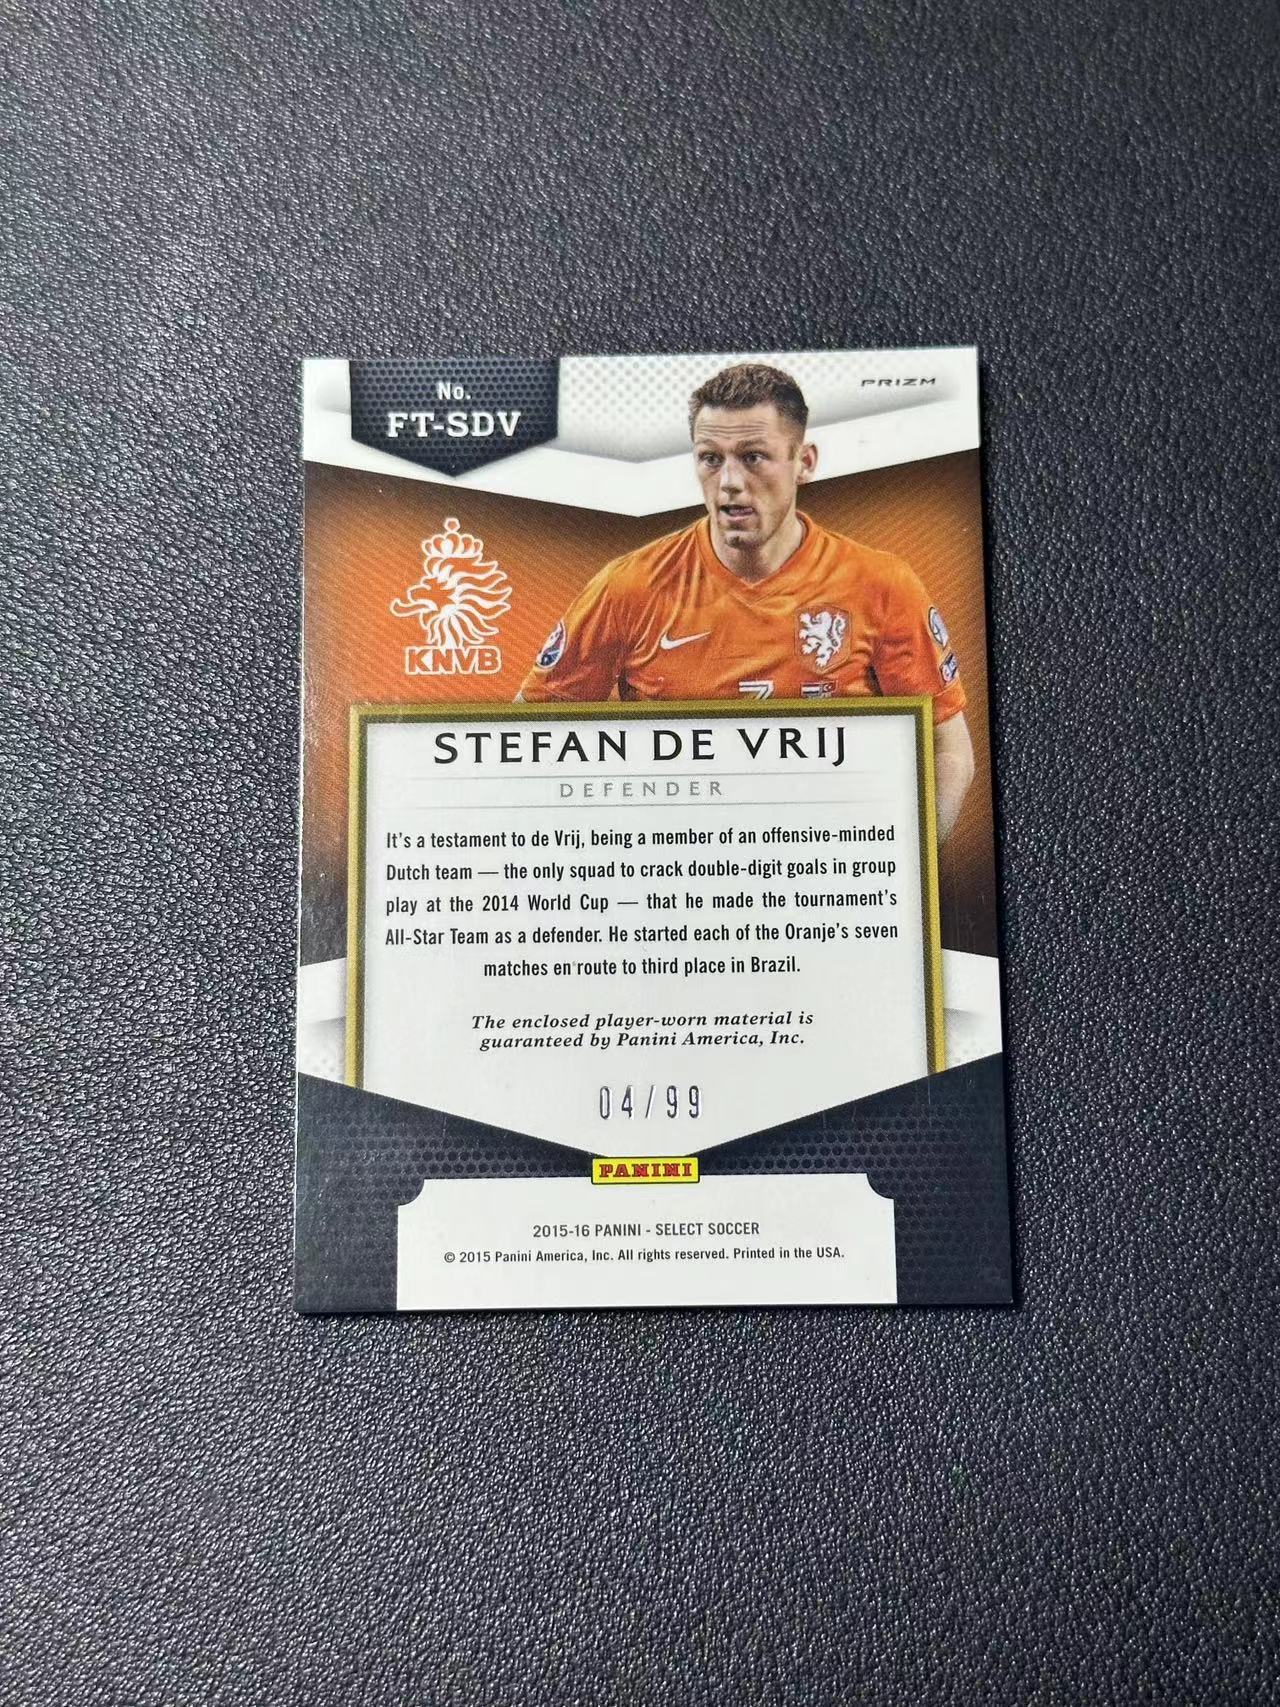 No.
FT-SDV
PRIZM
KNVB
7
STEFAN DE VRIJ
DEFENDER
It's a testament to de Vrij, being a member of an offensive-minded
Dutch team — the only squad to crack double-digit goals in group
play at the 2014 World Cup — that he made the tournament's
All-Star Team as a defender. He started each of the Oranje's seven
matches en route to third place in Brazil.
The enclosed player-worn material is
guaranteed by Panini America, Inc.
04/99
PANINI
2015-16 PANINI - SELECT SOCCER
© 2015 Panini America, Inc. All rights reserved. Printed in the USA.